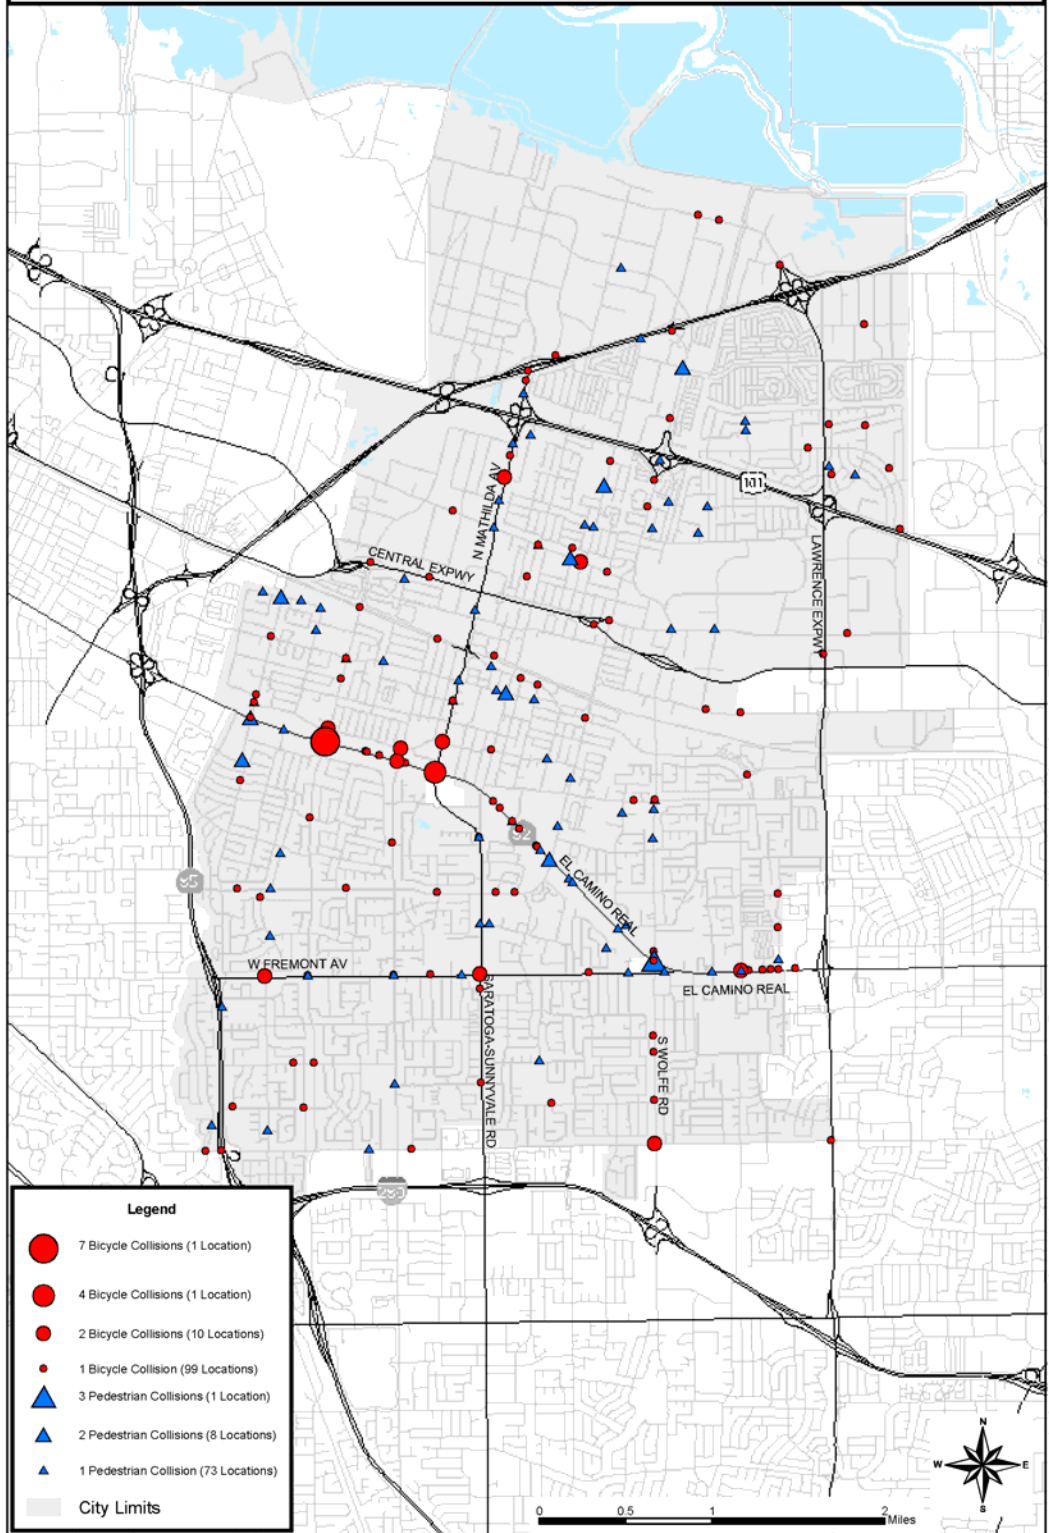 101
N MATHILDA AV
CENTRAL EXPWY
LAWRENCE EXPWY
EL CAMINO REAL
W FREMONT AV
EL CAMINO REAL
SARATOGA-SUNNYVALE RD
S WOLFE RD
Legend
7 Bicycle Collisions (1 Location)
4 Bicycle Collisions (1 Location)
2 Bicycle Collisions (10 Locations)
1 Bicycle Collision (99 Locations)
3 Pedestrian Collisions (1 Location)
2 Pedestrian Collisions (8 Locations)
1 Pedestrian Collision (73 Locations)
City Limits
N
W E
S
0 0.5 1 2
Miles